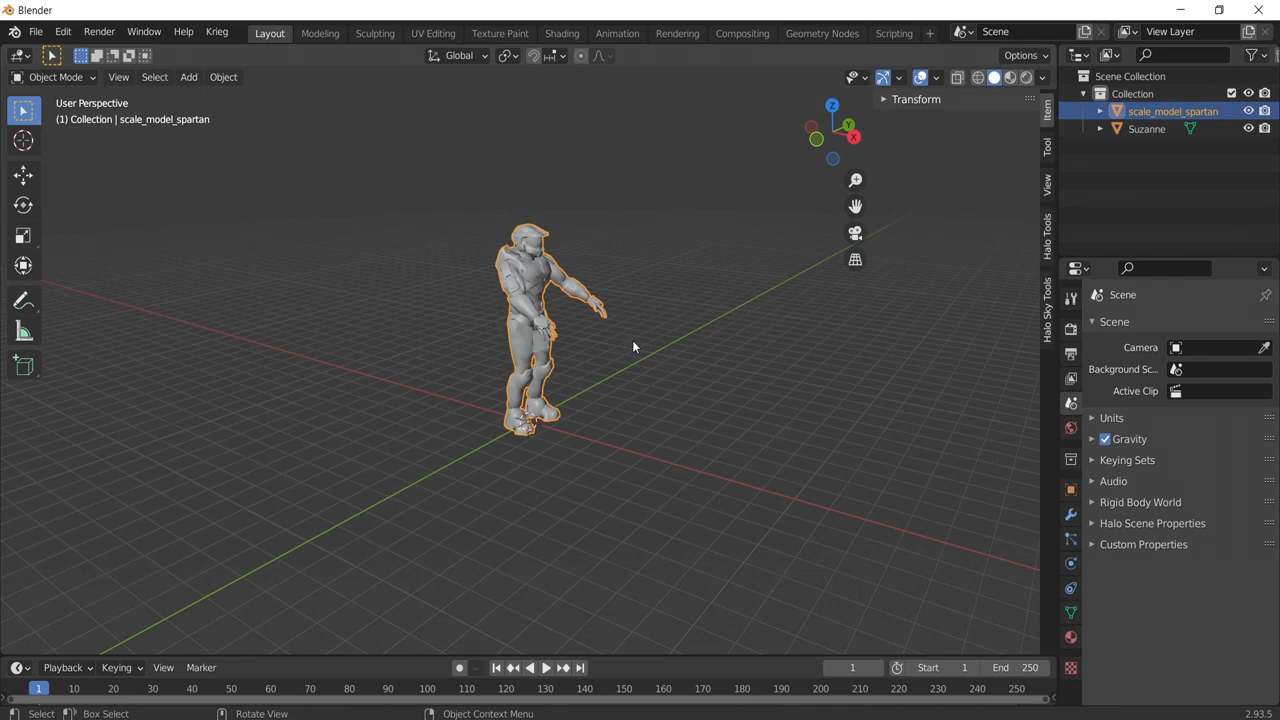 Blender
File Edit Render Window Help Krieg Layout Modeling Sculpting UV Editing Texture Paint Shading Animation Rendering Compositing Geometry Nodes Scripting + Scene View Layer
Global Options
Object Mode View Select Add Object
Scene Collection
Collection
scale_model_spartan
Suzanne
User Perspective
(1) Collection | scale_model_spartan
Transform
Z
Y
X
Item
Tool
View
Halo Tools
Halo Sky Tools
Scene
Scene
Camera
Background Sc...
Active Clip
Units
Gravity
Keying Sets
Audio
Rigid Body World
Halo Scene Properties
Custom Properties
Playback Keying View Marker 1 Start 1 End 250
1 10 20 30 40 50 60 70 80 90 100 110 120 130 140 150 160 170 180 190 200 210 220 230 240 250
Select Box Select Rotate View Object Context Menu 2.93.5